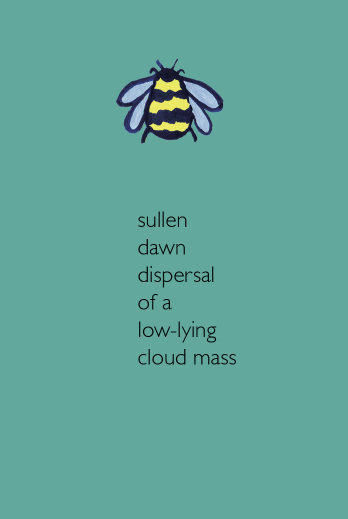 sullen
dawn
dispersal
of a
low-lying
cloud mass